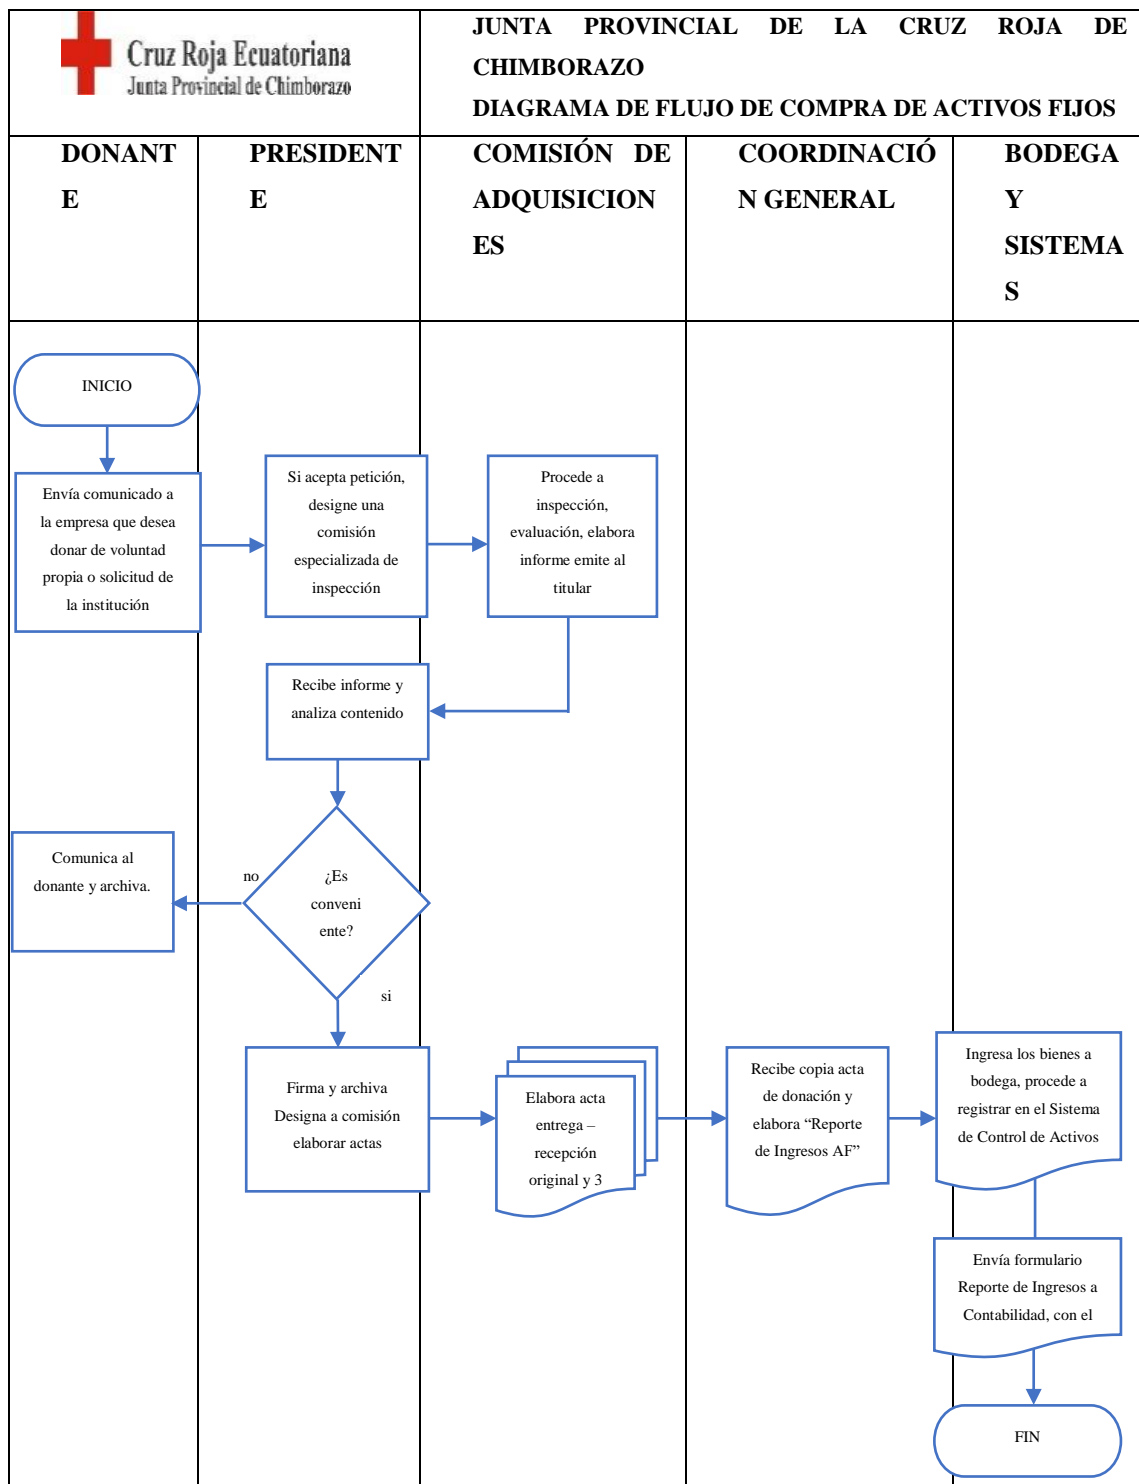 Cruz Roja Ecuatoriana
Junta Provincial de Chimborazo
JUNTA PROVINCIAL DE LA CRUZ ROJA DE
CHIMBORAZO
DIAGRAMA DE FLUJO DE COMPRA DE ACTIVOS FIJOS
DONANT
E
PRESIDENT
E
COMISIÓN DE
ADQUISICION
ES
COORDINACIÓ
N GENERAL
BODEGA
Y
SISTEMA
S
INICIO
Envía comunicado a
la empresa que desea
donar de voluntad
propia o solicitud de
la institución
Si acepta petición,
designe una
comisión
especializada de
inspección
Procede a
inspección,
evaluación, elabora
informe emite al
titular
Recibe informe y
analiza contenido
Comunica al
donante y archiva.
no
¿Es
conveni
ente?
si
Firma y archiva
Designa a comisión
elaborar actas
Elabora acta
entrega –
recepción
original y 3
Recibe copia acta
de donación y
elabora “Reporte
de Ingresos AF”
Ingresa los bienes a
bodega, procede a
registrar en el Sistema
de Control de Activos
Envía formulario
Reporte de Ingresos a
Contabilidad, con el
FIN